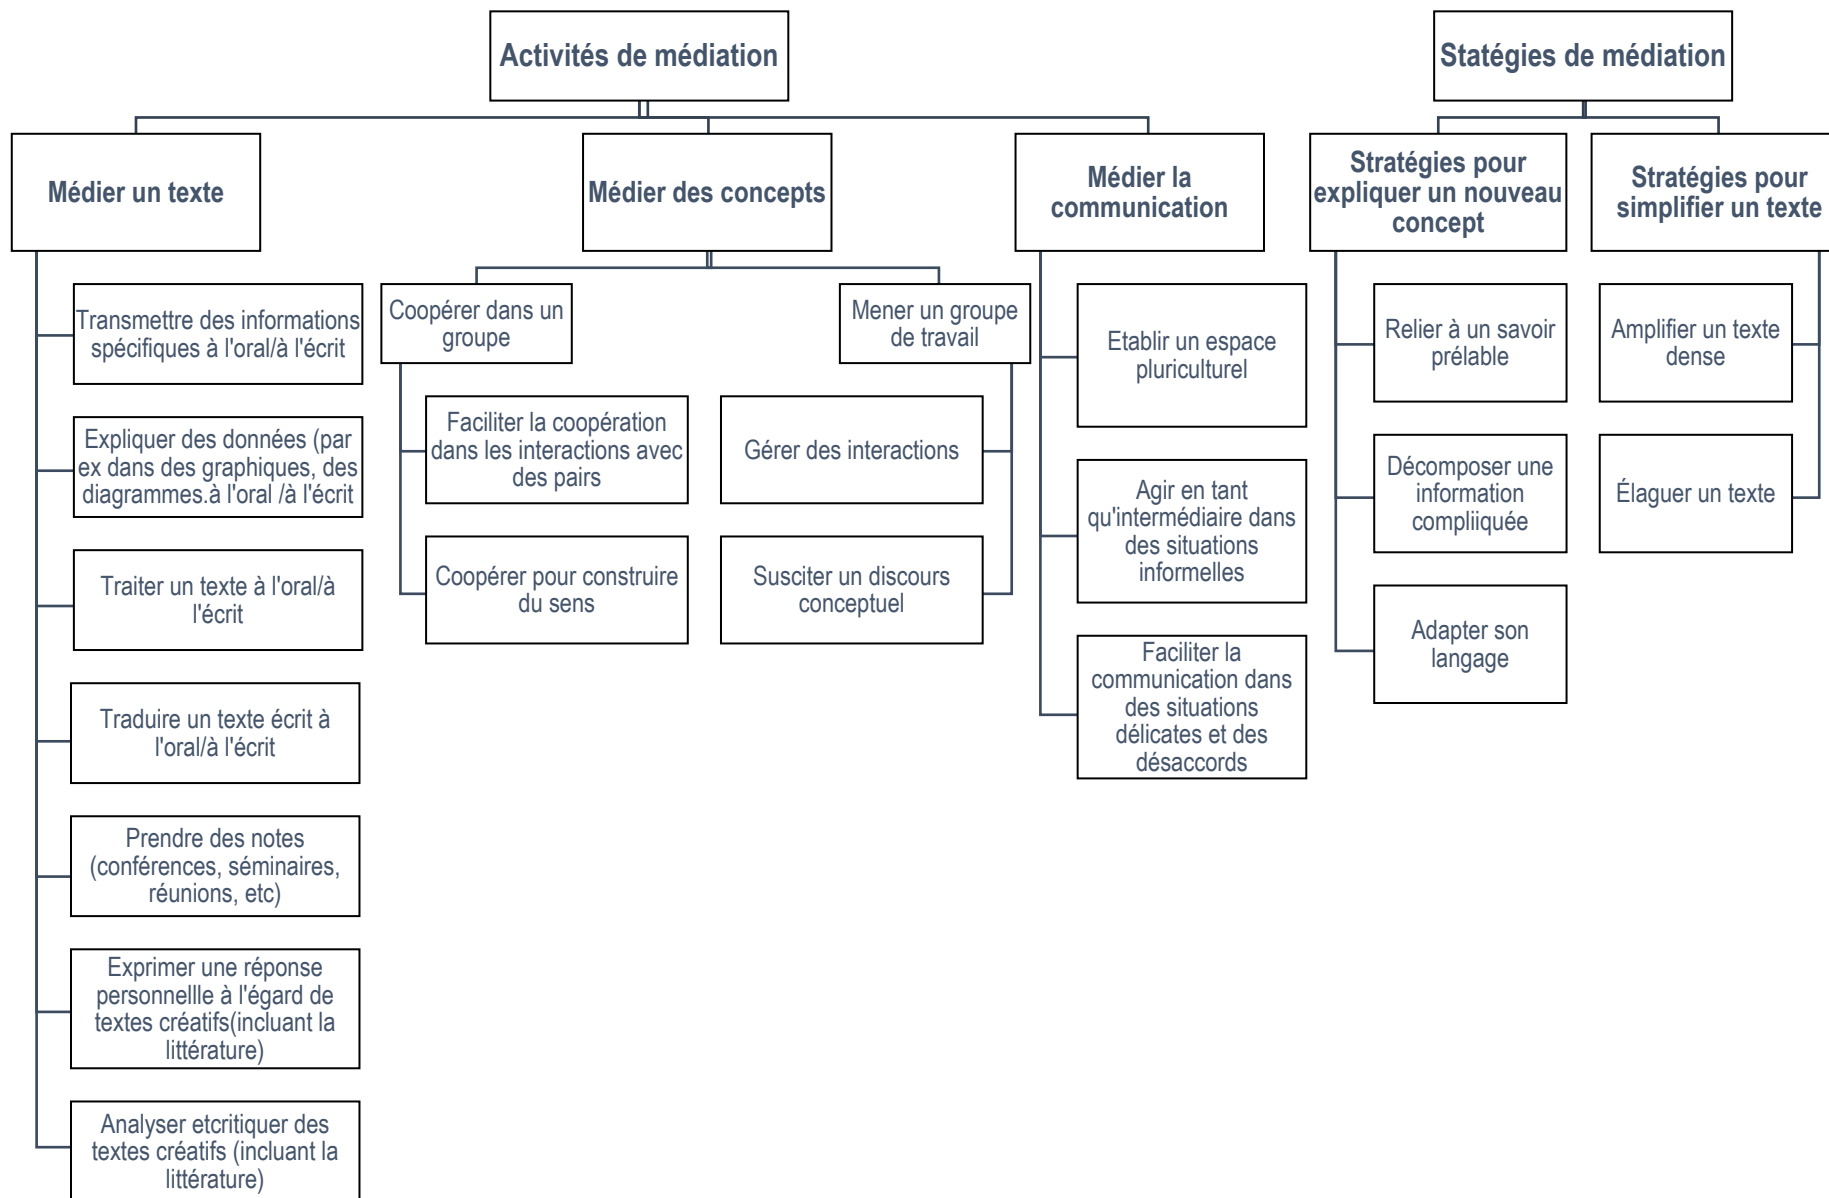 Activités de médiation
Médier un texte
Transmettre des informations
spécifiques à l'oral/à l'écrit
Expliquer des données (par
ex dans des graphiques, des
diagrammes.à l'oral /à l'écrit
Traiter un texte à l'oral/à
l'écrit
Traduire un texte écrit à
l'oral/à l'écrit
Prendre des notes
(conférences, séminaires,
réunions, etc)
Exprimer une réponse
personnellle à l'égard de
textes créatifs(incluant la
littérature)
Analyser etcritiquer des
textes créatifs (incluant la
littérature)
Médier des concepts
Coopérer dans un
groupe
Faciliter la coopération
dans les interactions avec
des pairs
Coopérer pour construire
du sens
Mener un groupe
de travail
Gérer des interactions
Susciter un discours
conceptuel
Médier la
communication
Etablir un espace
pluriculturel
Agir en tant
qu'intermédiaire dans
des situations
informelles
Faciliter la
communication dans
des situations
délicates et des
désaccords
Statégies de médiation
Stratégies pour
expliquer un nouveau
concept
Relier à un savoir
prélable
Décomposer une
information
compliiquée
Adapter son
langage
Stratégies pour
simplifier un texte
Amplifier un texte
dense
Élaguer un texte